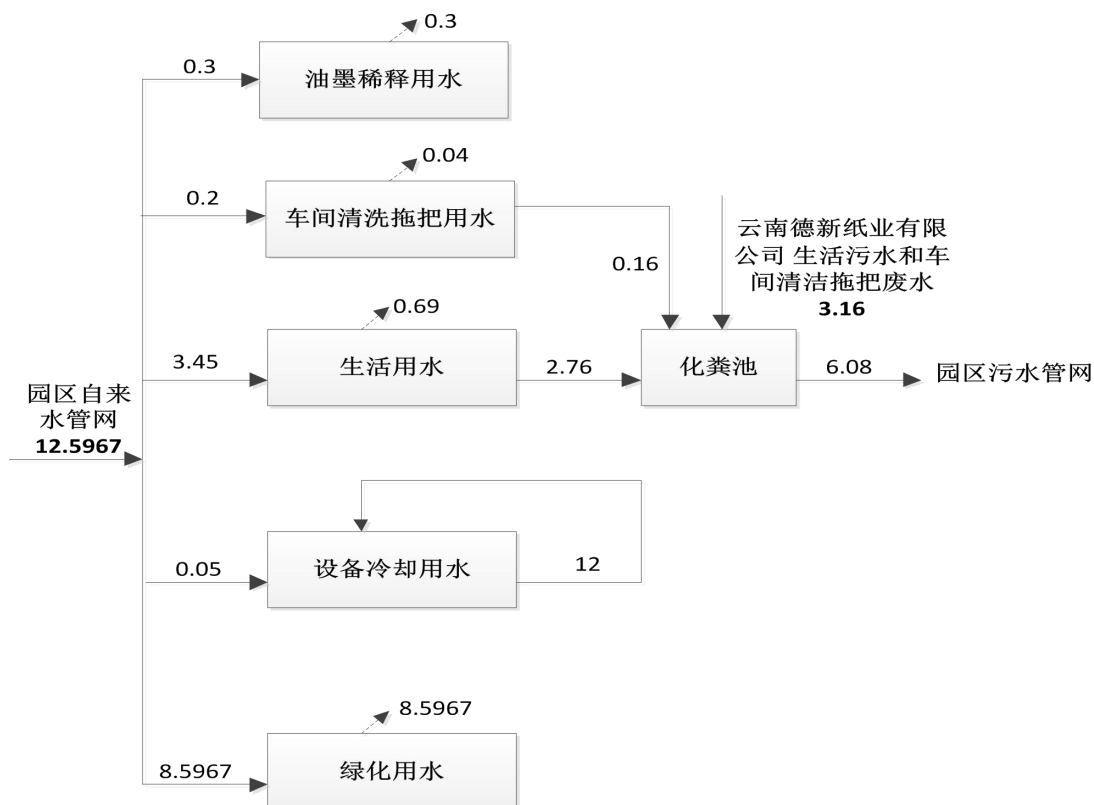 0.3
0.3
油墨稀释用水
0.04
0.2
车间清洗拖把用水
0.16
云南德新纸业有限
公司 生活污水和车
间清洁拖把废水
3.16
0.69
3.45
生活用水
2.76
化粪池
6.08
园区污水管网
园区自来
水管网
12.5967
0.05
设备冷却用水
12
8.5967
8.5967
绿化用水